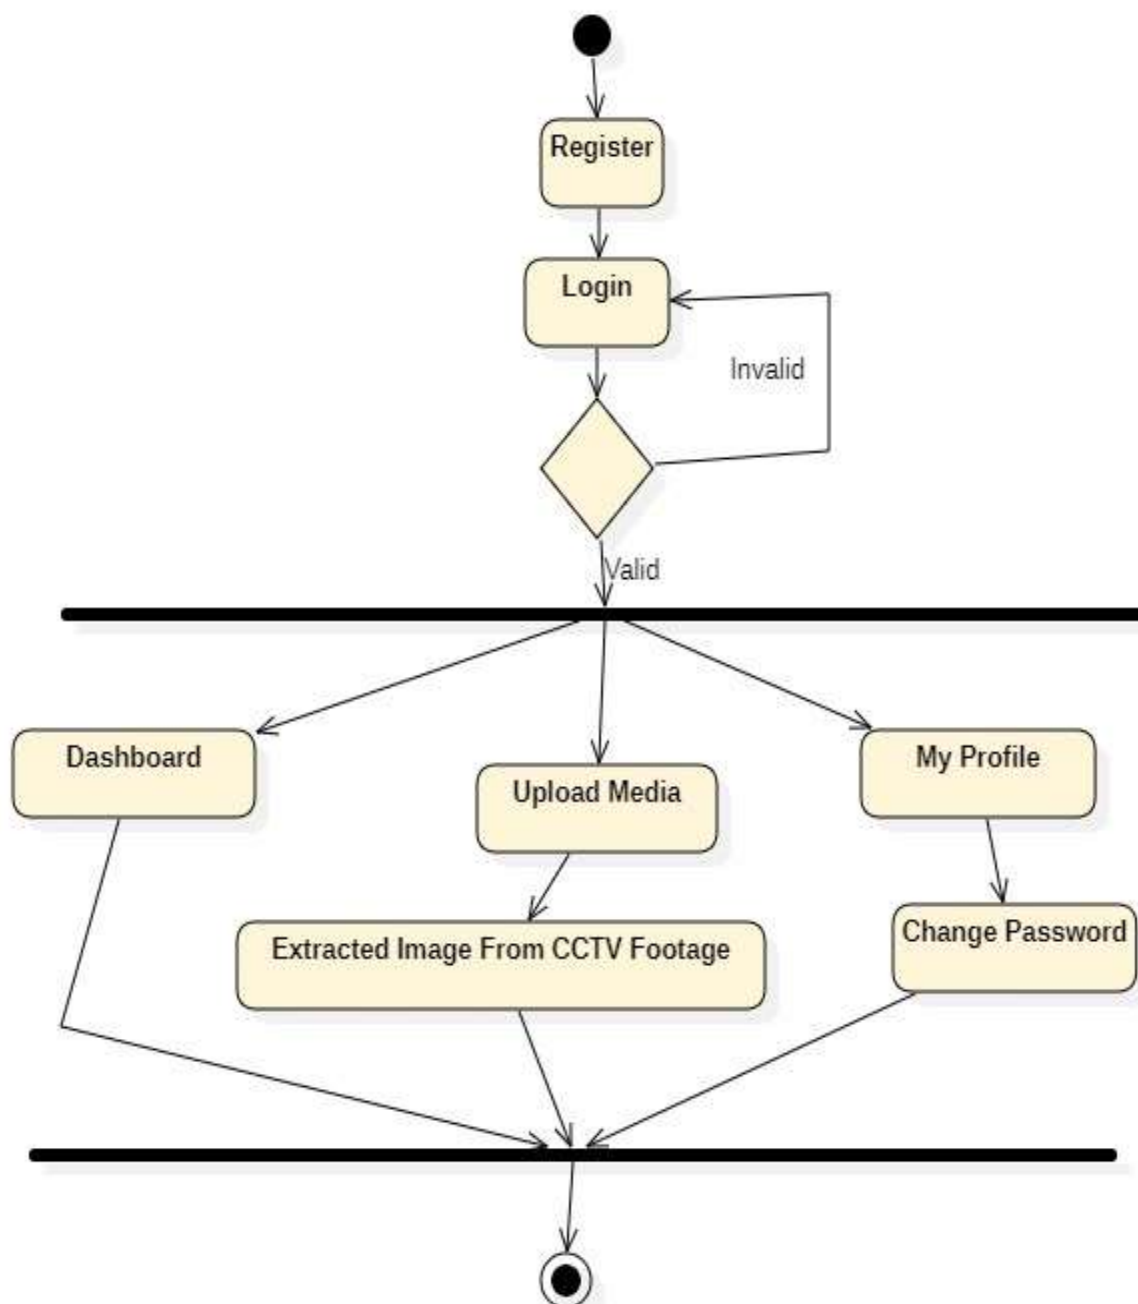 Register
Login
Invalid
Valid
Dashboard
My Profile
Upload Media
Change Password
Extracted Image From CCTV Footage